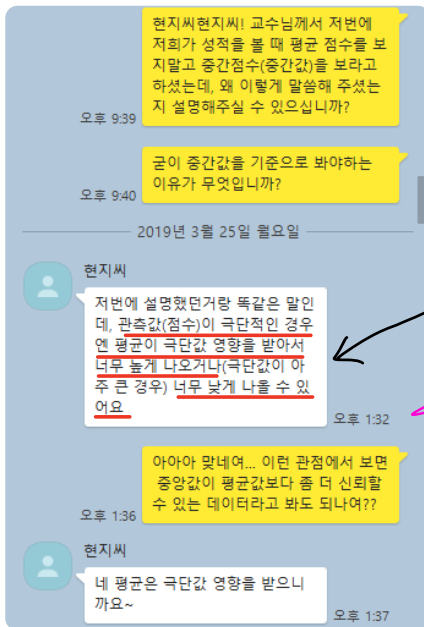 현지씨현지씨! 교수님께서 저번에
저희가 성적을 볼 때 평균 점수를 보
지말고 중간점수(중간값)을 보라고
하셨는데, 왜 이렇게 말씀해 주셨는
지 설명해주실 수 있으십니까?
오후 9:39
굳이 중간값을 기준으로 봐야하는
이유가 무엇입니까?
오후 9:40
2019년 3월 25일 월요일
현지씨
저번에 설명했던거랑 똑같은 말인
데, 관측값(점수)이 극단적인 경우
엔 평균이 극단값 영향을 받아서
너무 높게 나오거나(극단값이 아
주 큰 경우) 너무 낮게 나올 수 있
어요
오후 1:32
아아아 맞네여... 이런 관점에서 보면
중앙값이 평균값보다 좀 더 신뢰할
수 있는 데이터라고 봐도 되나여??
오후 1:36
현지씨
네 평균은 극단값 영향을 받으니
까요~
오후 1:37